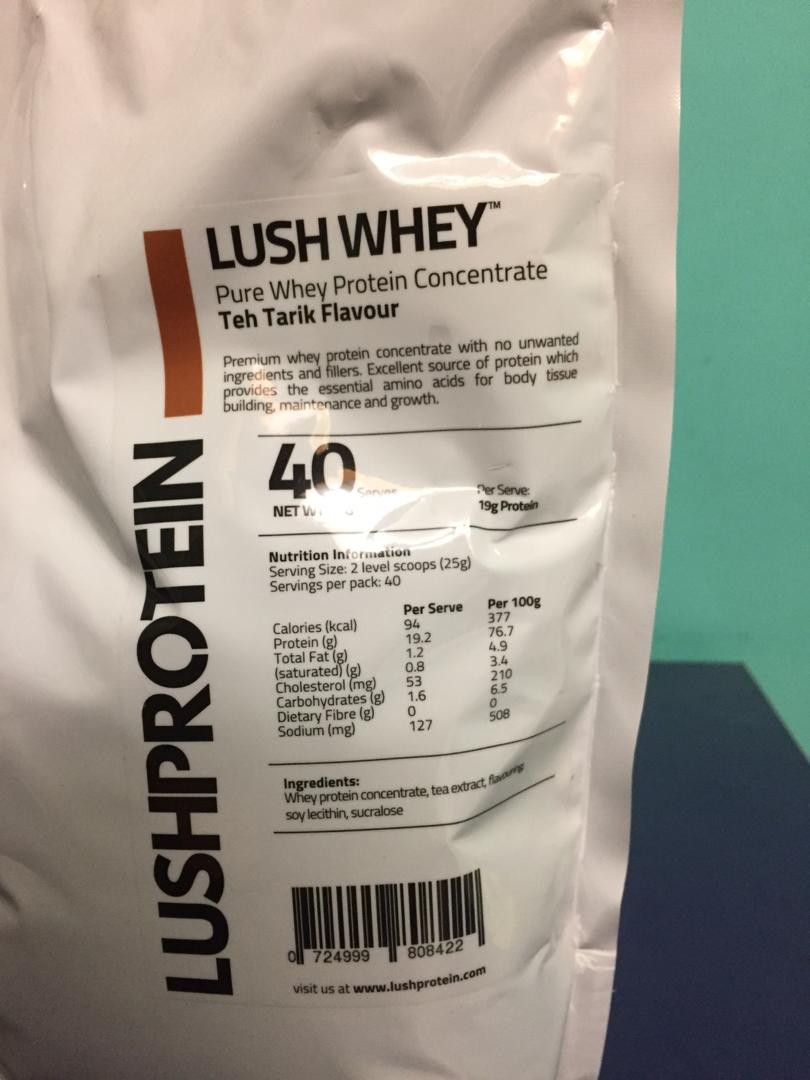 LUSHPROTEIN
LUSH WHEY™
Pure Whey Protein Concentrate
Teh Tarik Flavour
Premium whey protein concentrate with no unwanted
ingredients and fillers. Excellent source of protein which
provides the essential amino acids for body tissue
building, maintenance and growth.
40 Serves
NET
Per Serve:
19g Protein
Nutrition Information
Serving Size: 2 level scoops (25g)
Servings per pack: 40
Per Serve Per 100g
Calories (kcal) 94 377
Protein (g) 19.2 76.7
Total Fat (g) 1.2 4.9
(saturated) (g) 0.8 3.4
Cholesterol (mg) 53 210
Carbohydrates (g) 1.6 6.5
Dietary Fibre (g) 0 0
Sodium (mg) 127 508
Ingredients:
Whey protein concentrate, tea extract, flavouring,
soy lecithin, sucralose
0 724999 808422
visit us at www.lushprotein.com